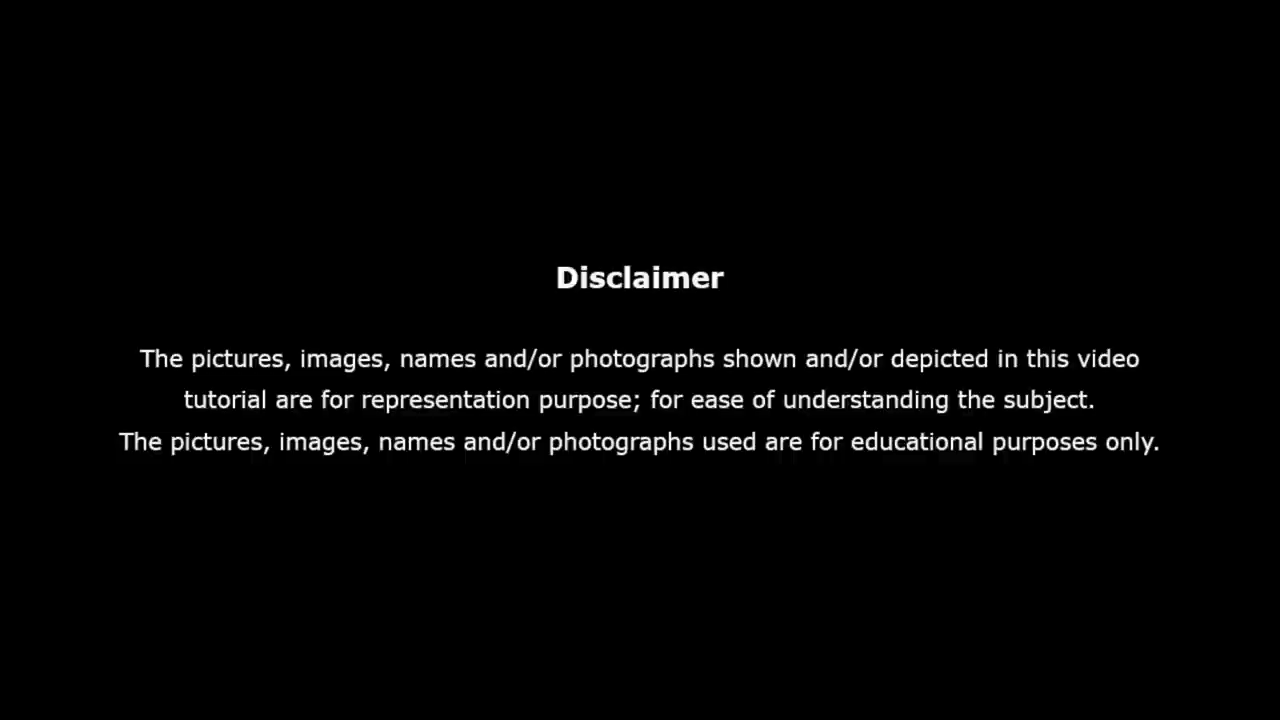 Disclaimer
The pictures, images, names and/or photographs shown and/or depicted in this video
tutorial are for representation purpose; for ease of understanding the subject.
The pictures, images, names and/or photographs used are for educational purposes only.